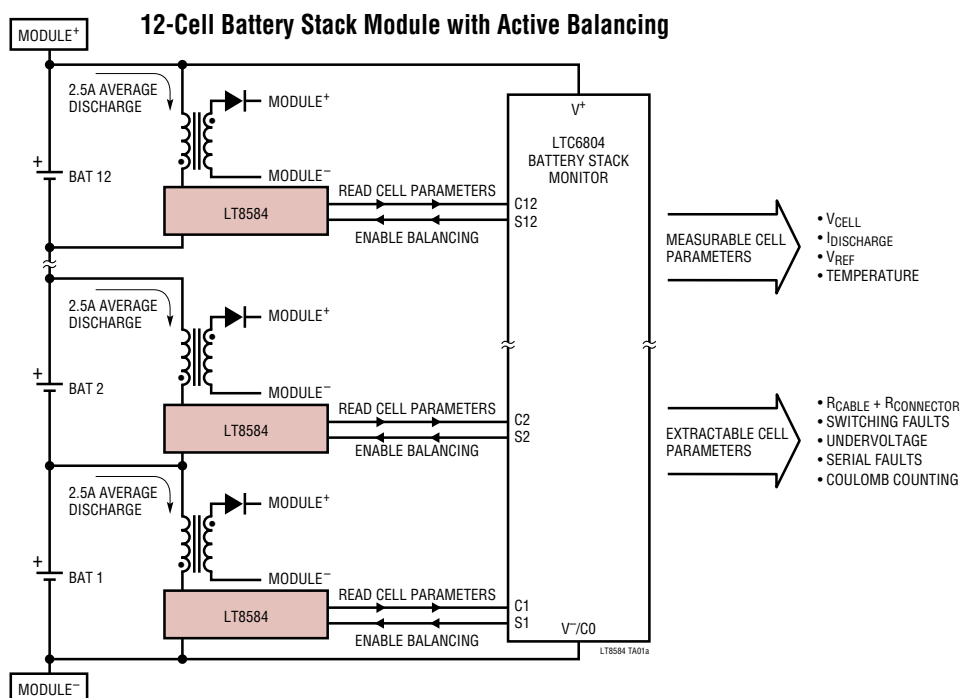 12-Cell Battery Stack Module with Active Balancing
MODULE+
2.5A AVERAGE
DISCHARGE
MODULE+
+
BAT 12
MODULE−
LT8584
READ CELL PARAMETERS
ENABLE BALANCING
C12
S12
V+
LTC6804
BATTERY STACK
MONITOR
MEASURABLE CELL
PARAMETERS
• VCELL
• IDISCHARGE
• VREF
• TEMPERATURE
2.5A AVERAGE
DISCHARGE
MODULE+
+
BAT 2
MODULE−
LT8584
READ CELL PARAMETERS
ENABLE BALANCING
C2
S2
EXTRACTABLE CELL
PARAMETERS
• RCABLE + RCONNECTOR
• SWITCHING FAULTS
• UNDERVOLTAGE
• SERIAL FAULTS
• COULOMB COUNTING
2.5A AVERAGE
DISCHARGE
MODULE+
+
BAT 1
MODULE−
LT8584
READ CELL PARAMETERS
ENABLE BALANCING
C1
S1
V−/C0
LT8584 TA01a
MODULE−